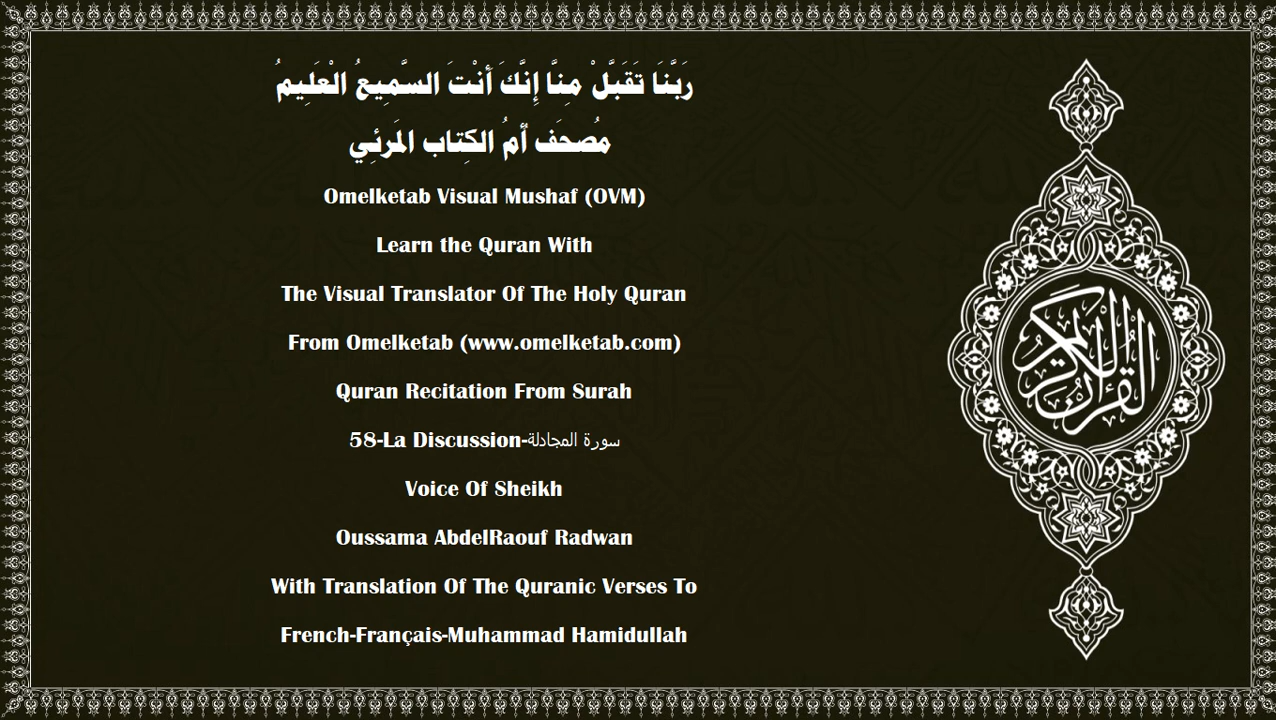 رَبَّنَا تَقَبَّلْ مِنَّا إِنَّكَ أَنْتَ السَّمِيعُ الْعَلِيمُ
مُصحَف أمُ الكِتاب المَرئِي
Omelketab Visual Mushaf (OVM)
Learn the Quran With
The Visual Translator Of The Holy Quran
From Omelketab (www.omelketab.com)
Quran Recitation From Surah
58-La Discussion-سورة المجادلة
Voice Of Sheikh
Oussama AbdelRaouf Radwan
With Translation Of The Quranic Verses To
French-Français-Muhammad Hamidullah
القرآن الكريم